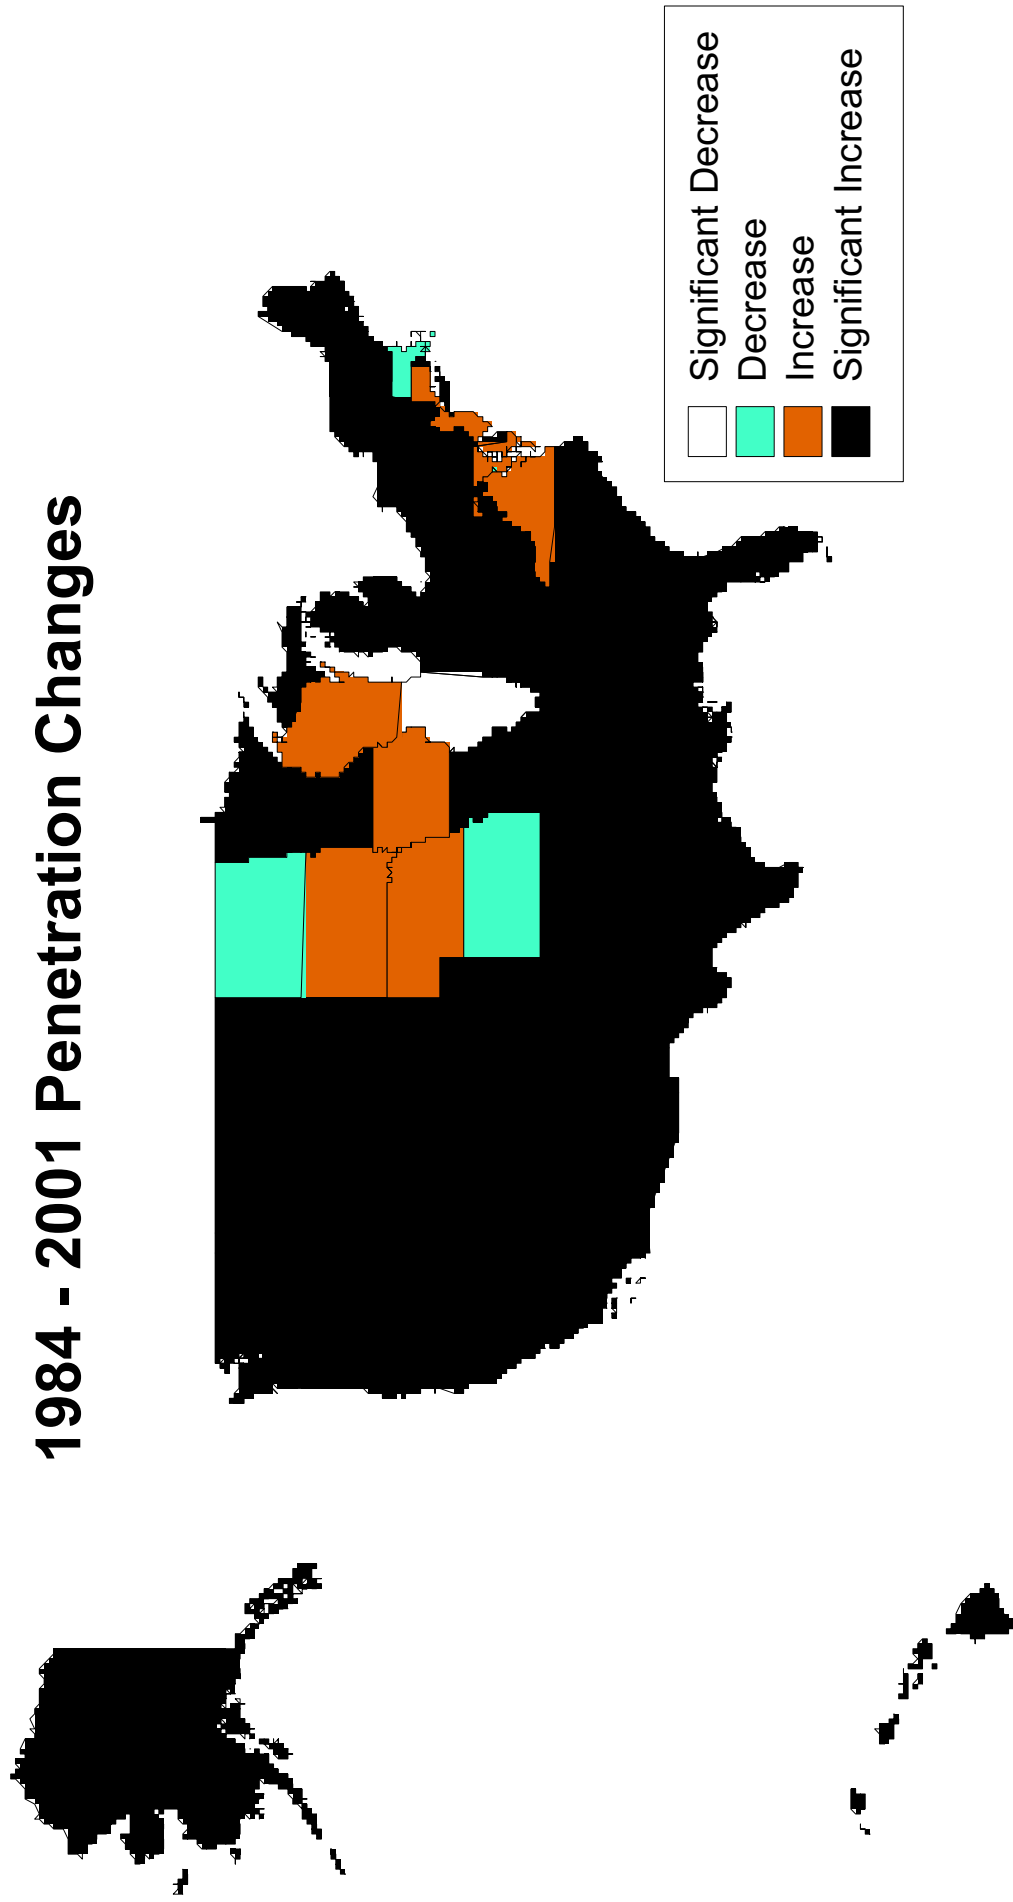 1984 - 2001 Penetration Changes
Significant Decrease
Decrease
Increase
Significant Increase